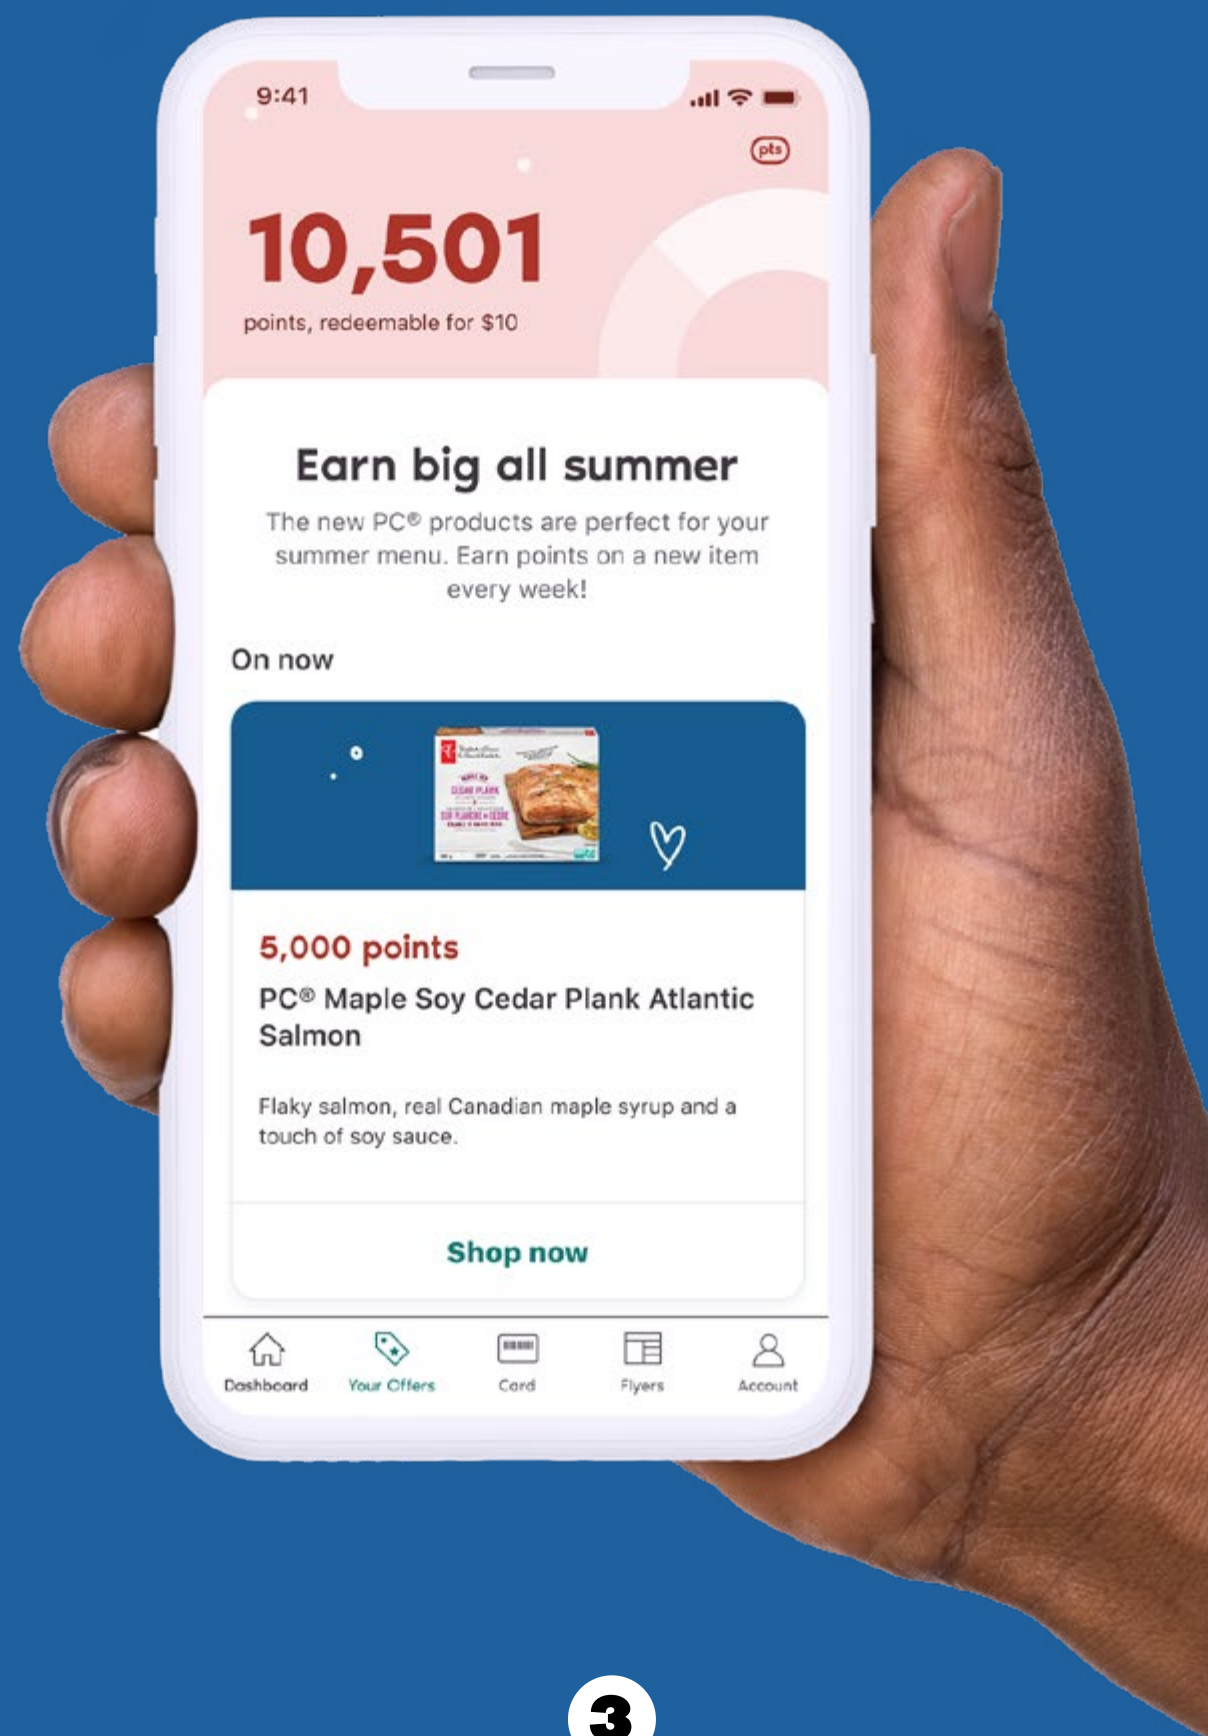 9:41
pts
10,501
points, redeemable for $10
Earn big all summer
The new PC® products are perfect for your
summer menu. Earn points on a new item
every week!
On now
CEDAR PLANK
5,000 points
PC® Maple Soy Cedar Plank Atlantic
Salmon
Flaky salmon, real Canadian maple syrup and a
touch of soy sauce.
Shop now
Dashboard
Your Offers
Card
Flyers
Account
3